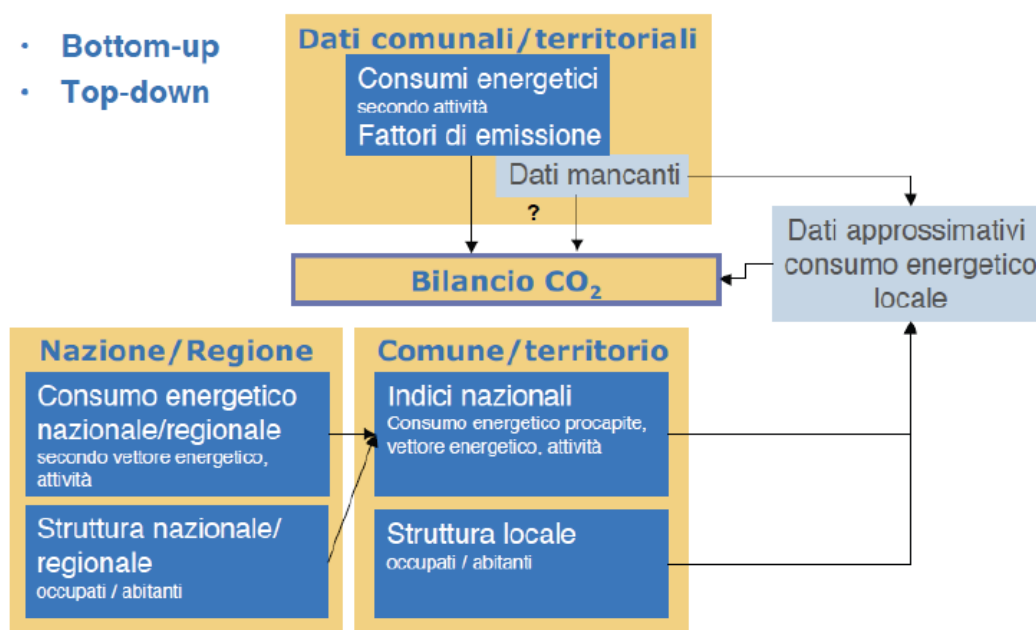 · Bottom-up
· Top-down
Dati comunali/territoriali
Consumi energetici
secondo attività
Fattori di emissione
Dati mancanti
?
Bilancio CO₂
Dati approssimativi
consumo energetico
locale
Nazione/Regione
Consumo energetico
nazionale/regionale
secondo vettore energetico,
attività
Struttura nazionale/
regionale
occupati / abitanti
Comune/territorio
Indici nazionali
Consumo energetico procapite,
vettore energetico, attività
Struttura locale
occupati / abitanti